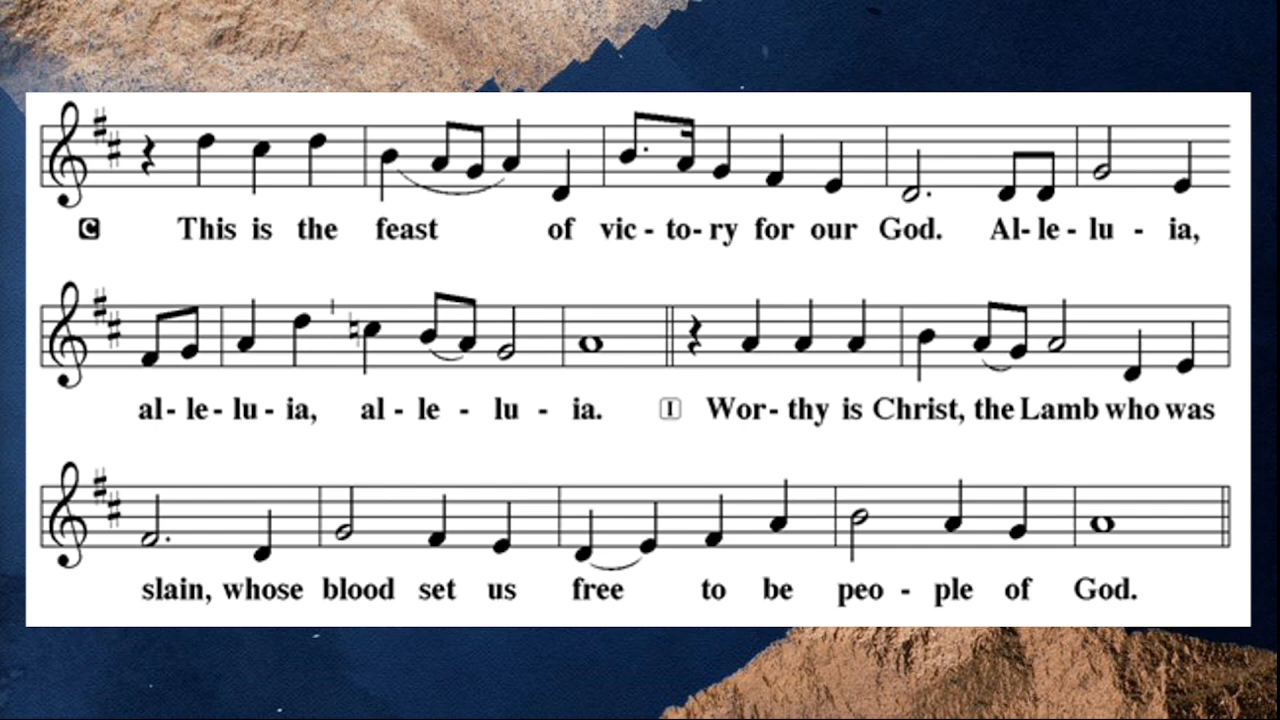 C This is the feast of vic - to- ry for our God. Al- le - lu - ia,
al- le - lu - ia, al - le - lu - ia. I Wor- thy is Christ, the Lamb who was
slain, whose blood set us free to be peo - ple of God.